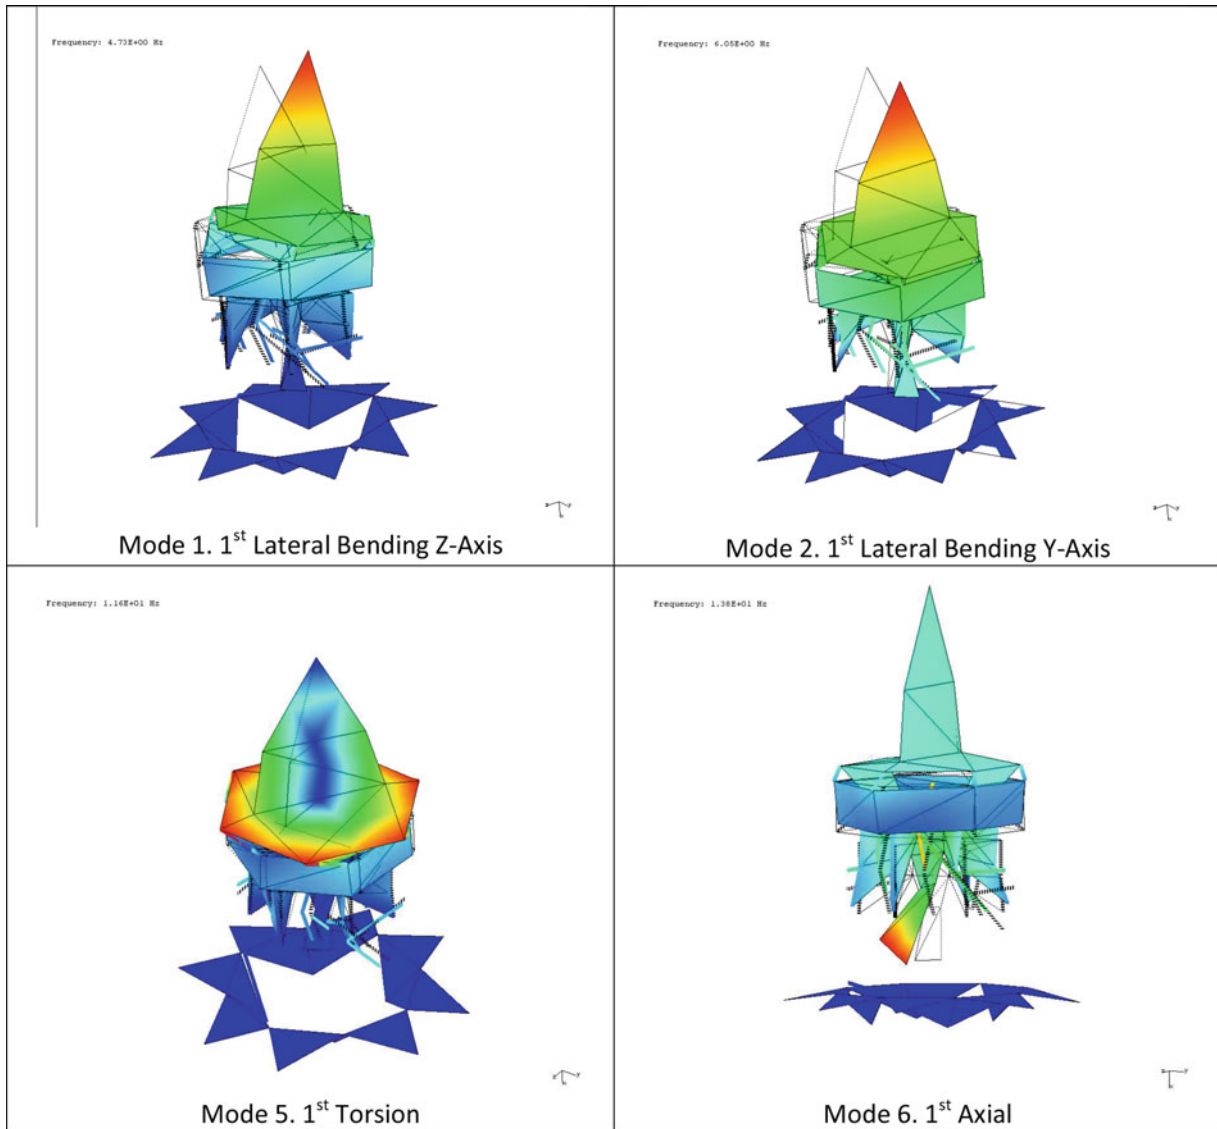 Frequency: 4.73E+00 Hz
Mode 1. 1st Lateral Bending Z-Axis
Frequency: 6.05E+00 Hz
Mode 2. 1st Lateral Bending Y-Axis
Frequency: 1.16E+01 Hz
Mode 5. 1st Torsion
Frequency: 1.38E+01 Hz
Mode 6. 1st Axial